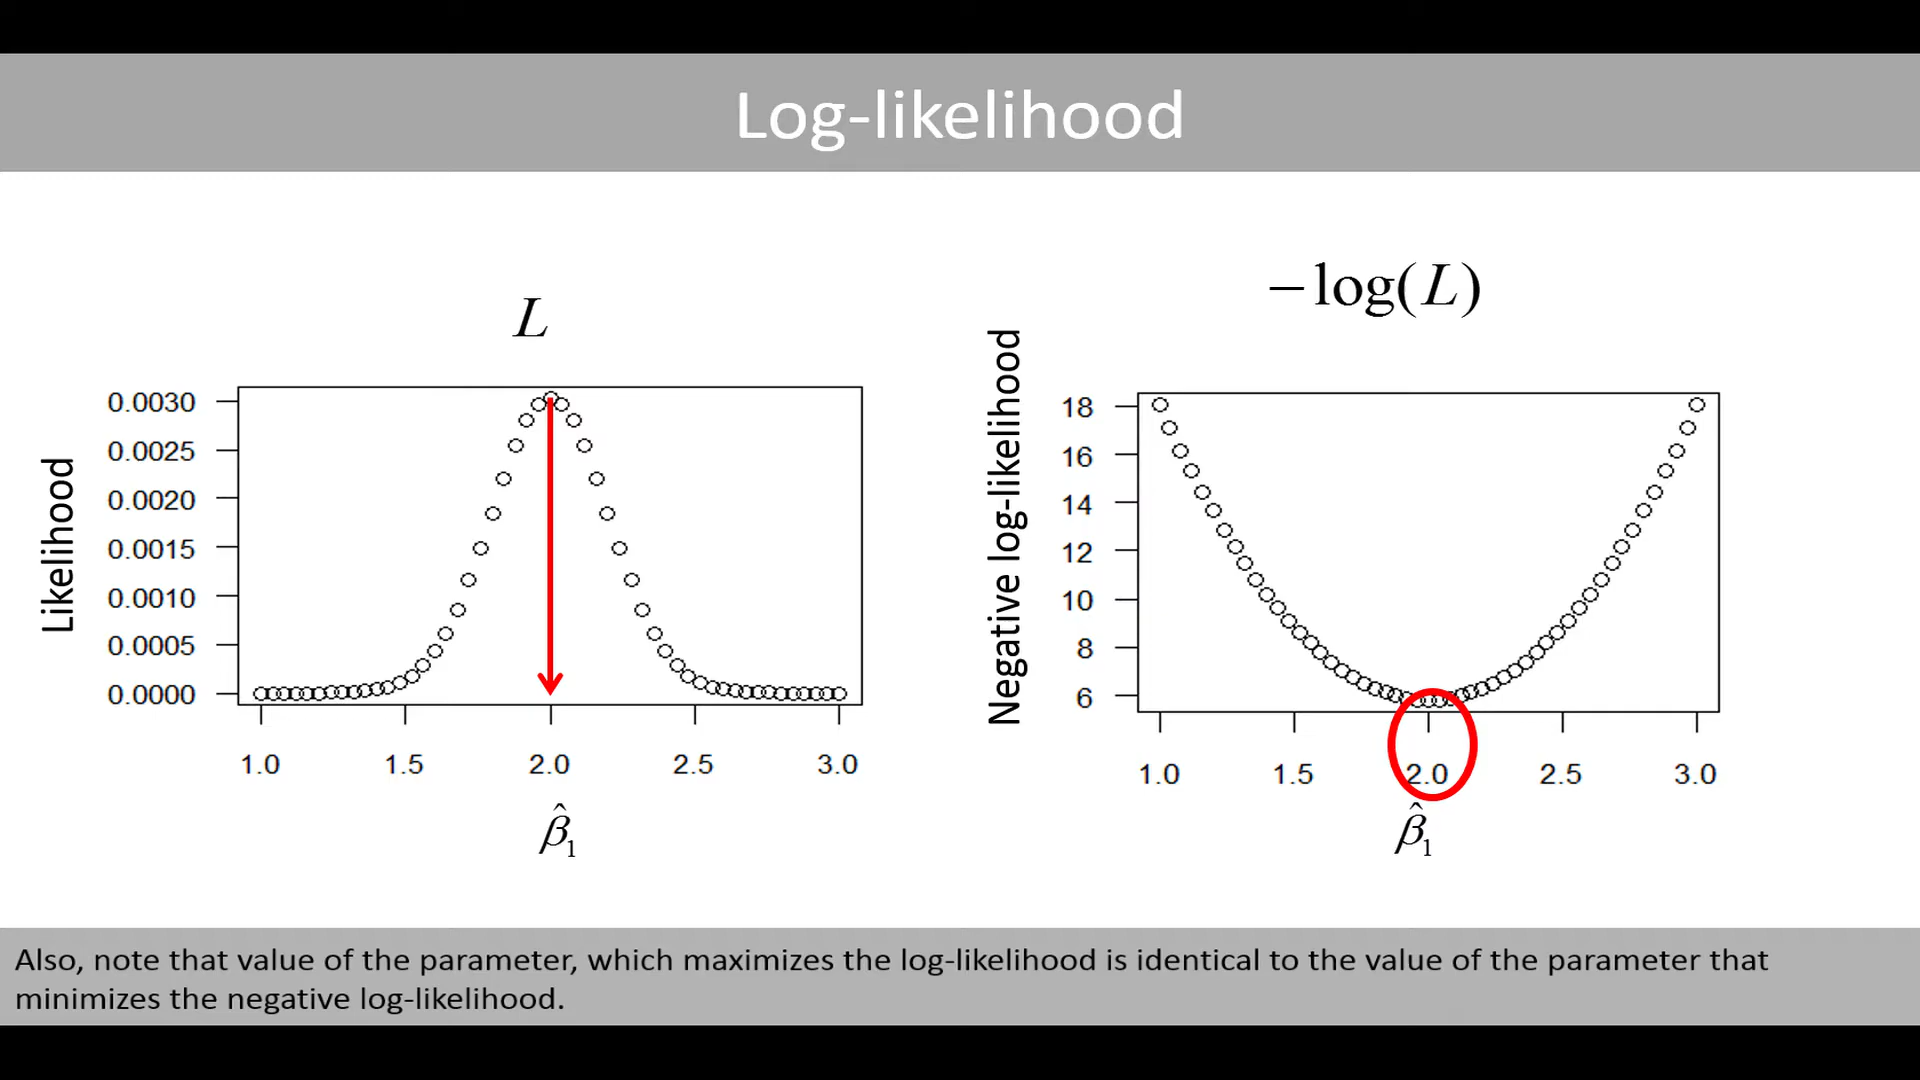 Log-likelihood
L
Likelihood
0.0030
0.0025
0.0020
0.0015
0.0010
0.0005
0.0000
1.0 1.5 2.0 2.5 3.0
β̂₁
−log(L)
Negative log-likelihood
18
16
14
12
10
8
6
1.0 1.5 2.0 2.5 3.0
β̂₁
Also, note that value of the parameter, which maximizes the log-likelihood is identical to the value of the parameter that
minimizes the negative log-likelihood.